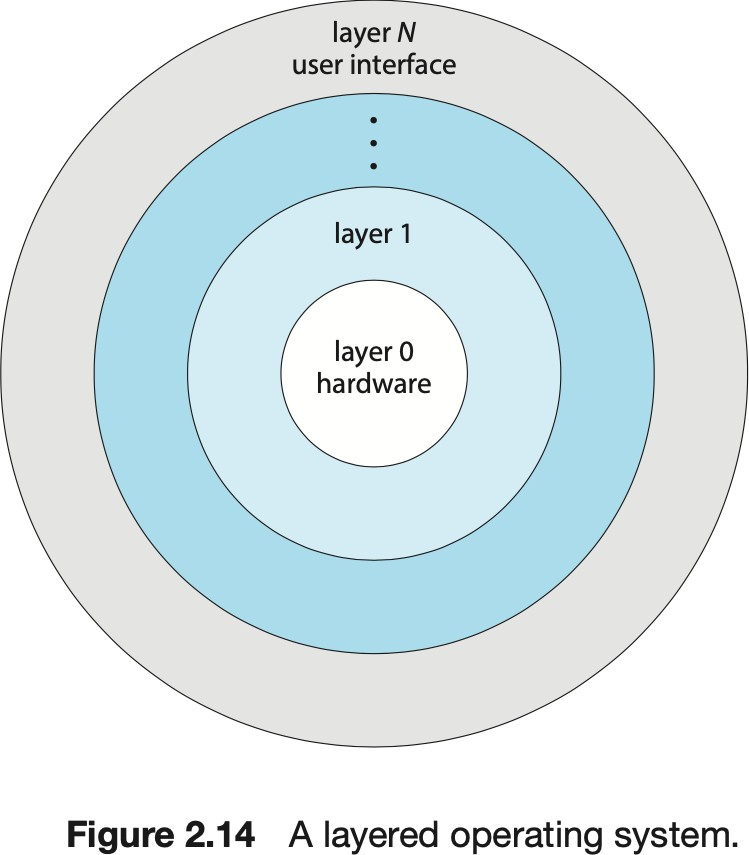 layer N
user interface
layer 1
layer 0
hardware
Figure 2.14 A layered operating system.